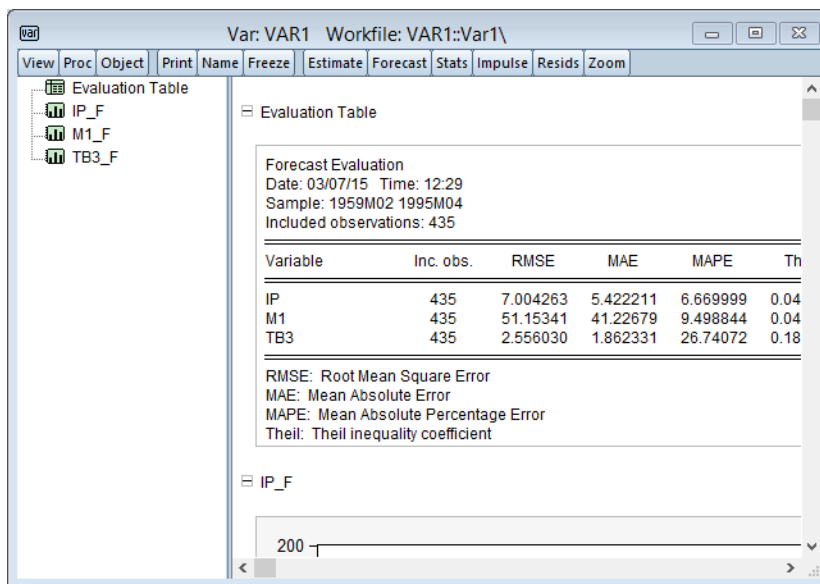 var
Var: VAR1 Workfile: VAR1::Var1\
View Proc Object Print Name Freeze Estimate Forecast Stats Impulse Resids Zoom
Evaluation Table
IP_F
M1_F
TB3_F
Evaluation Table
Forecast Evaluation
Date: 03/07/15 Time: 12:29
Sample: 1959M02 1995M04
Included observations: 435
Variable Inc. obs. RMSE MAE MAPE Th
IP 435 7.004263 5.422211 6.669999 0.04
M1 435 51.15341 41.22679 9.498844 0.04
TB3 435 2.556030 1.862331 26.74072 0.18
RMSE: Root Mean Square Error
MAE: Mean Absolute Error
MAPE: Mean Absolute Percentage Error
Theil: Theil inequality coefficient
IP_F
200